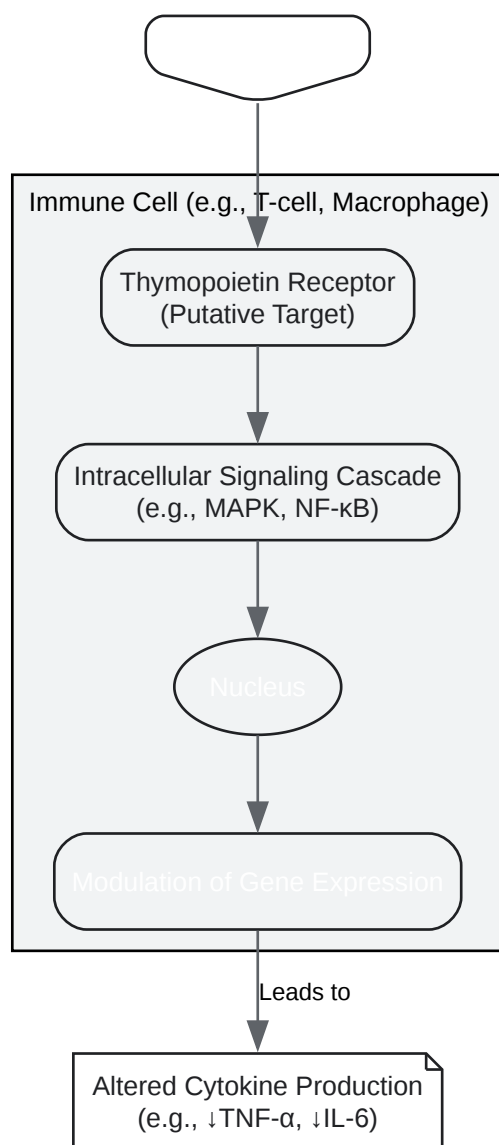 Immune Cell (e.g., T-cell, Macrophage)
Thymopoietin Receptor
(Putative Target)
Intracellular Signaling Cascade
(e.g., MAPK, NF-κB)
Nucleus
Modulation of Gene Expression
Leads to
Altered Cytokine Production
(e.g., ↓TNF-α, ↓IL-6)